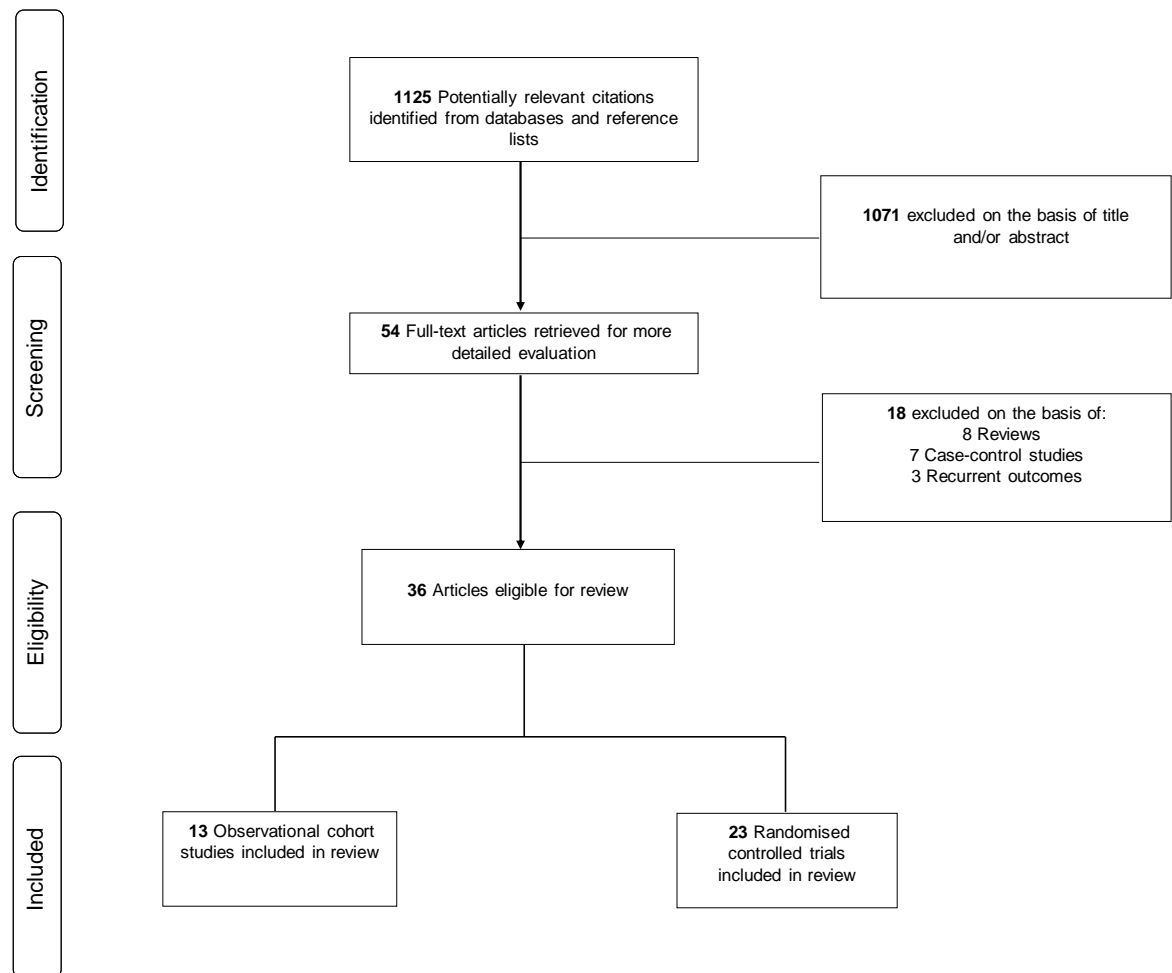 Identification
1125 Potentially relevant citations
identified from databases and reference
lists
1071 excluded on the basis of title
and/or abstract
Screening
54 Full-text articles retrieved for more
detailed evaluation
18 excluded on the basis of:
8 Reviews
7 Case-control studies
3 Recurrent outcomes
Eligibility
36 Articles eligible for review
Included
13 Observational cohort
studies included in review
23 Randomised
controlled trials
included in review